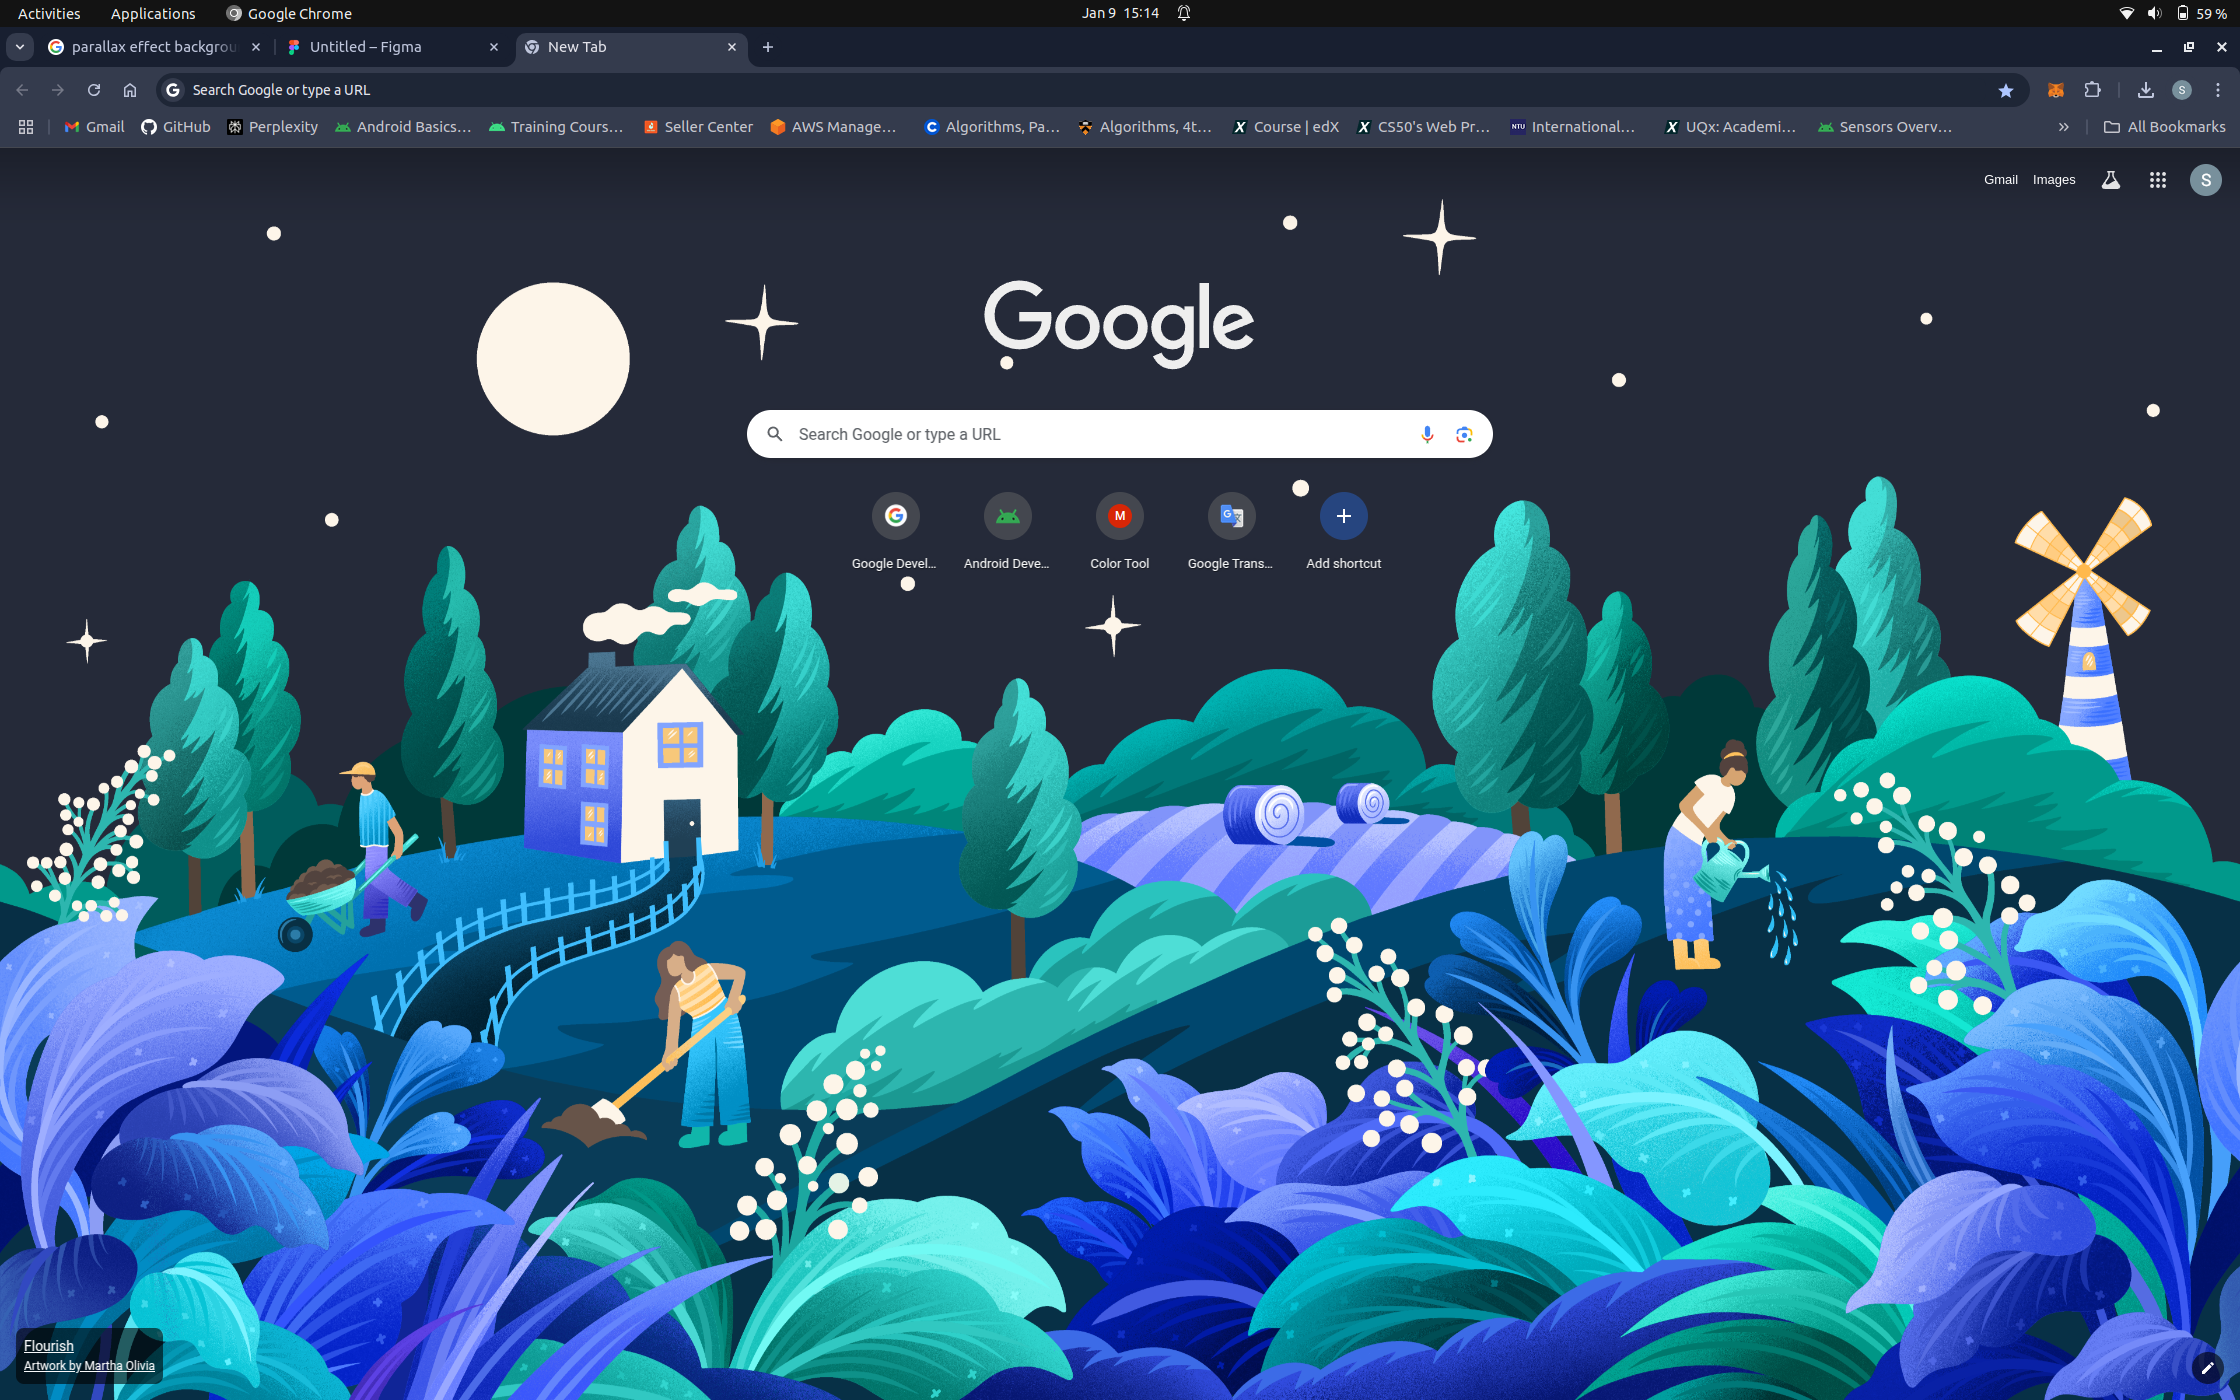 Activities Applications Google Chrome Jan 9 15:14 59 %
parallax effect backgrou Untitled – Figma New Tab
Search Google or type a URL S
Gmail GitHub Perplexity Android Basics... Training Cours... Seller Center AWS Manage... Algorithms, Pa... Algorithms, 4t... Course | edX CS50's Web Pr... NTU International... UQx: Academi... Sensors Overv... » All Bookmarks
Gmail Images S
Google
Search Google or type a URL
M
Google Devel... Android Deve... Color Tool Google Trans... Add shortcut
Flourish
Artwork by Martha Olivia